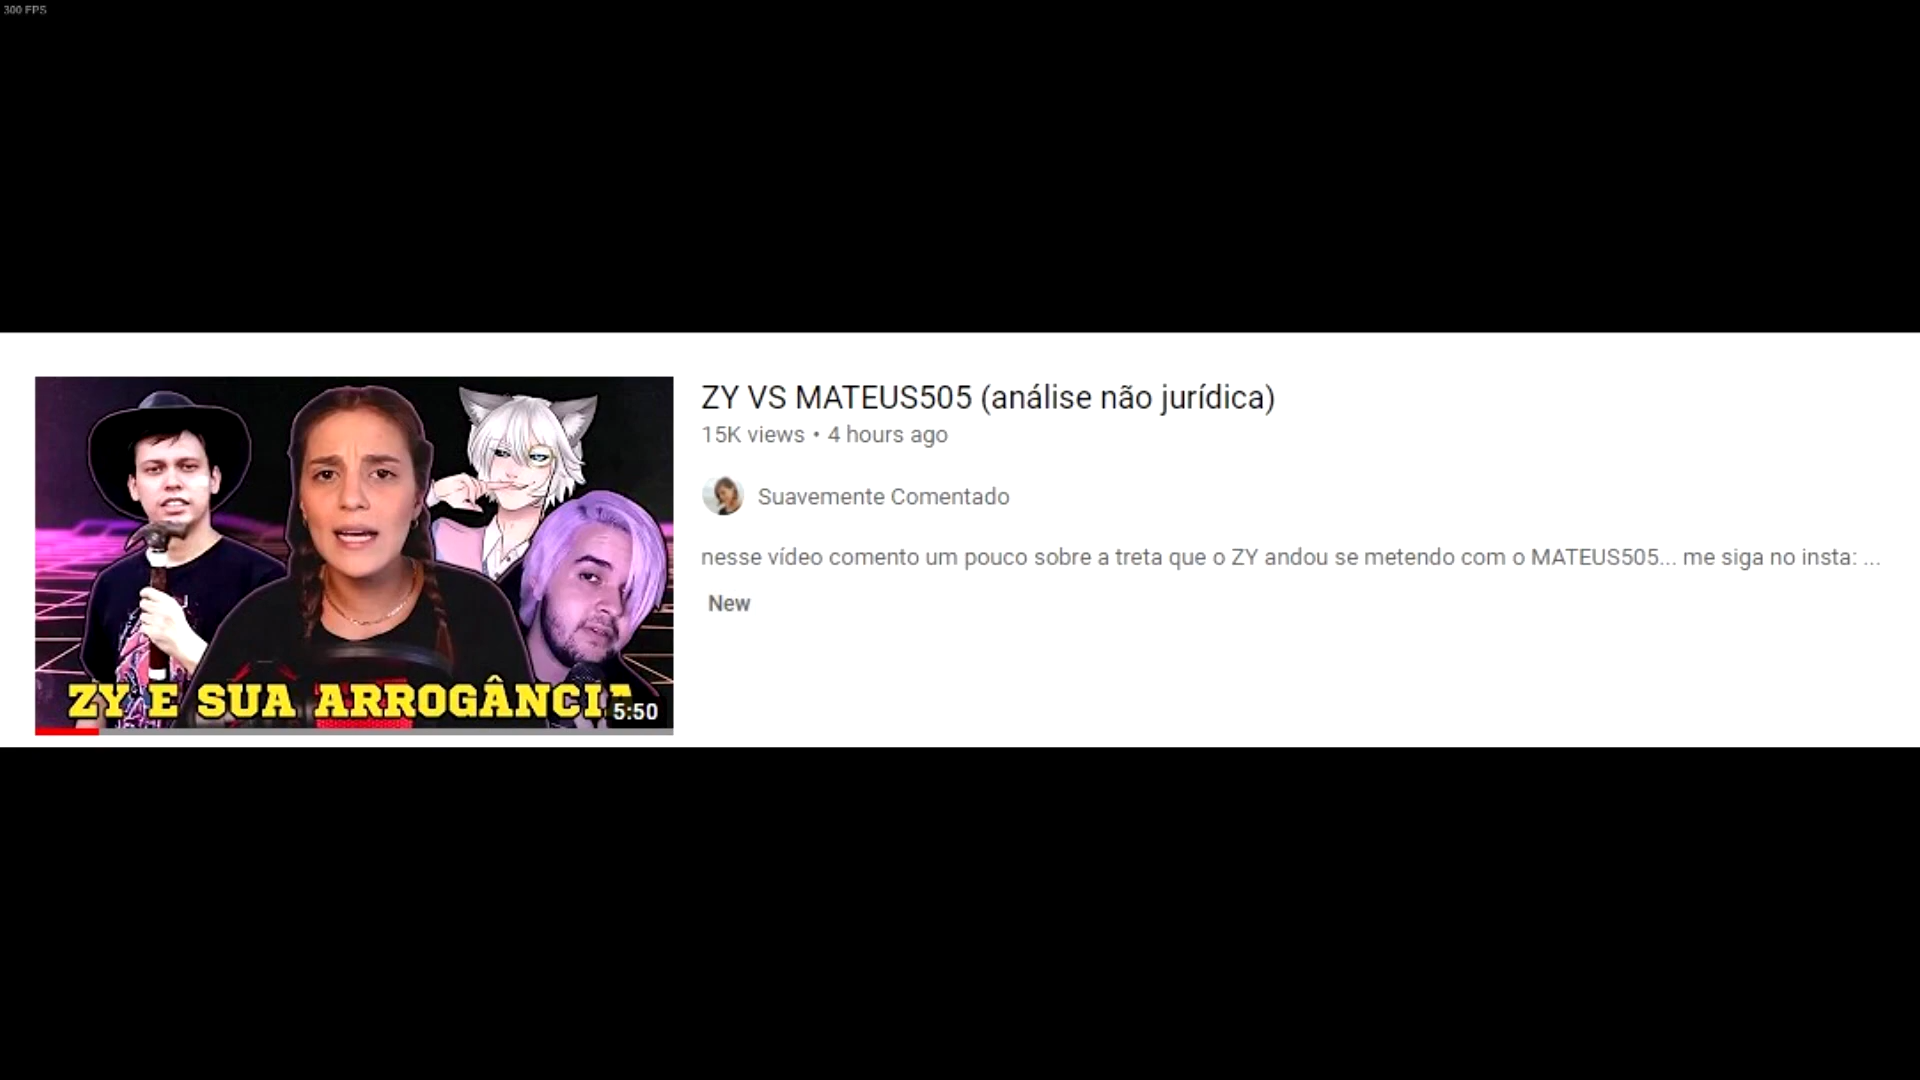 300 FPS
ZY VS MATEUS505 (análise não jurídica)
15K views • 4 hours ago
Suavemente Comentado
nesse vídeo comento um pouco sobre a treta que o ZY andou se metendo com o MATEUS505... me siga no insta: ...
New
ZY E SUA ARROGÂNCIA
5:50